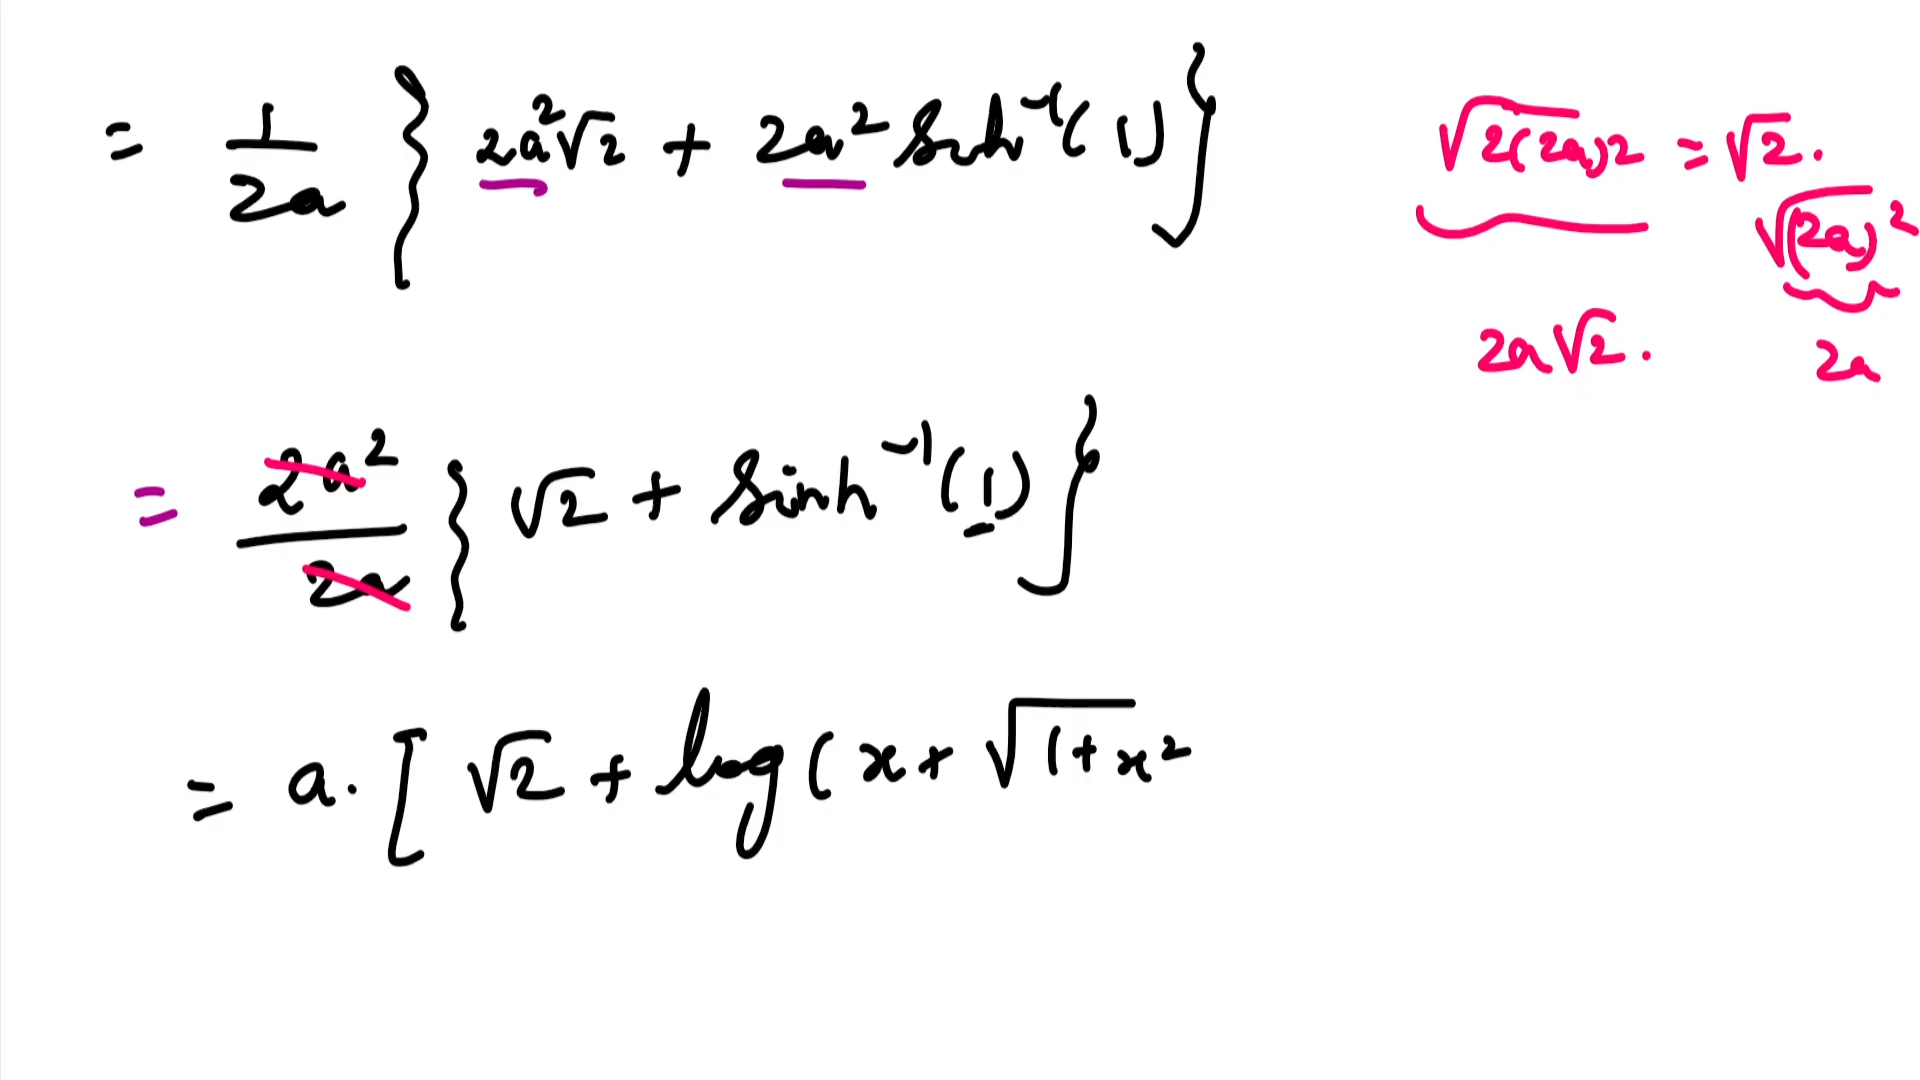 = 1/2a { 2a²√2 + 2a² sinh⁻¹(1) }
√2(2a)2 = √2.
√(2a)²
2a√2. 2a
= 2a²/2a { √2 + sinh⁻¹(1) }
= a. [ √2 + log(x + √1+x²